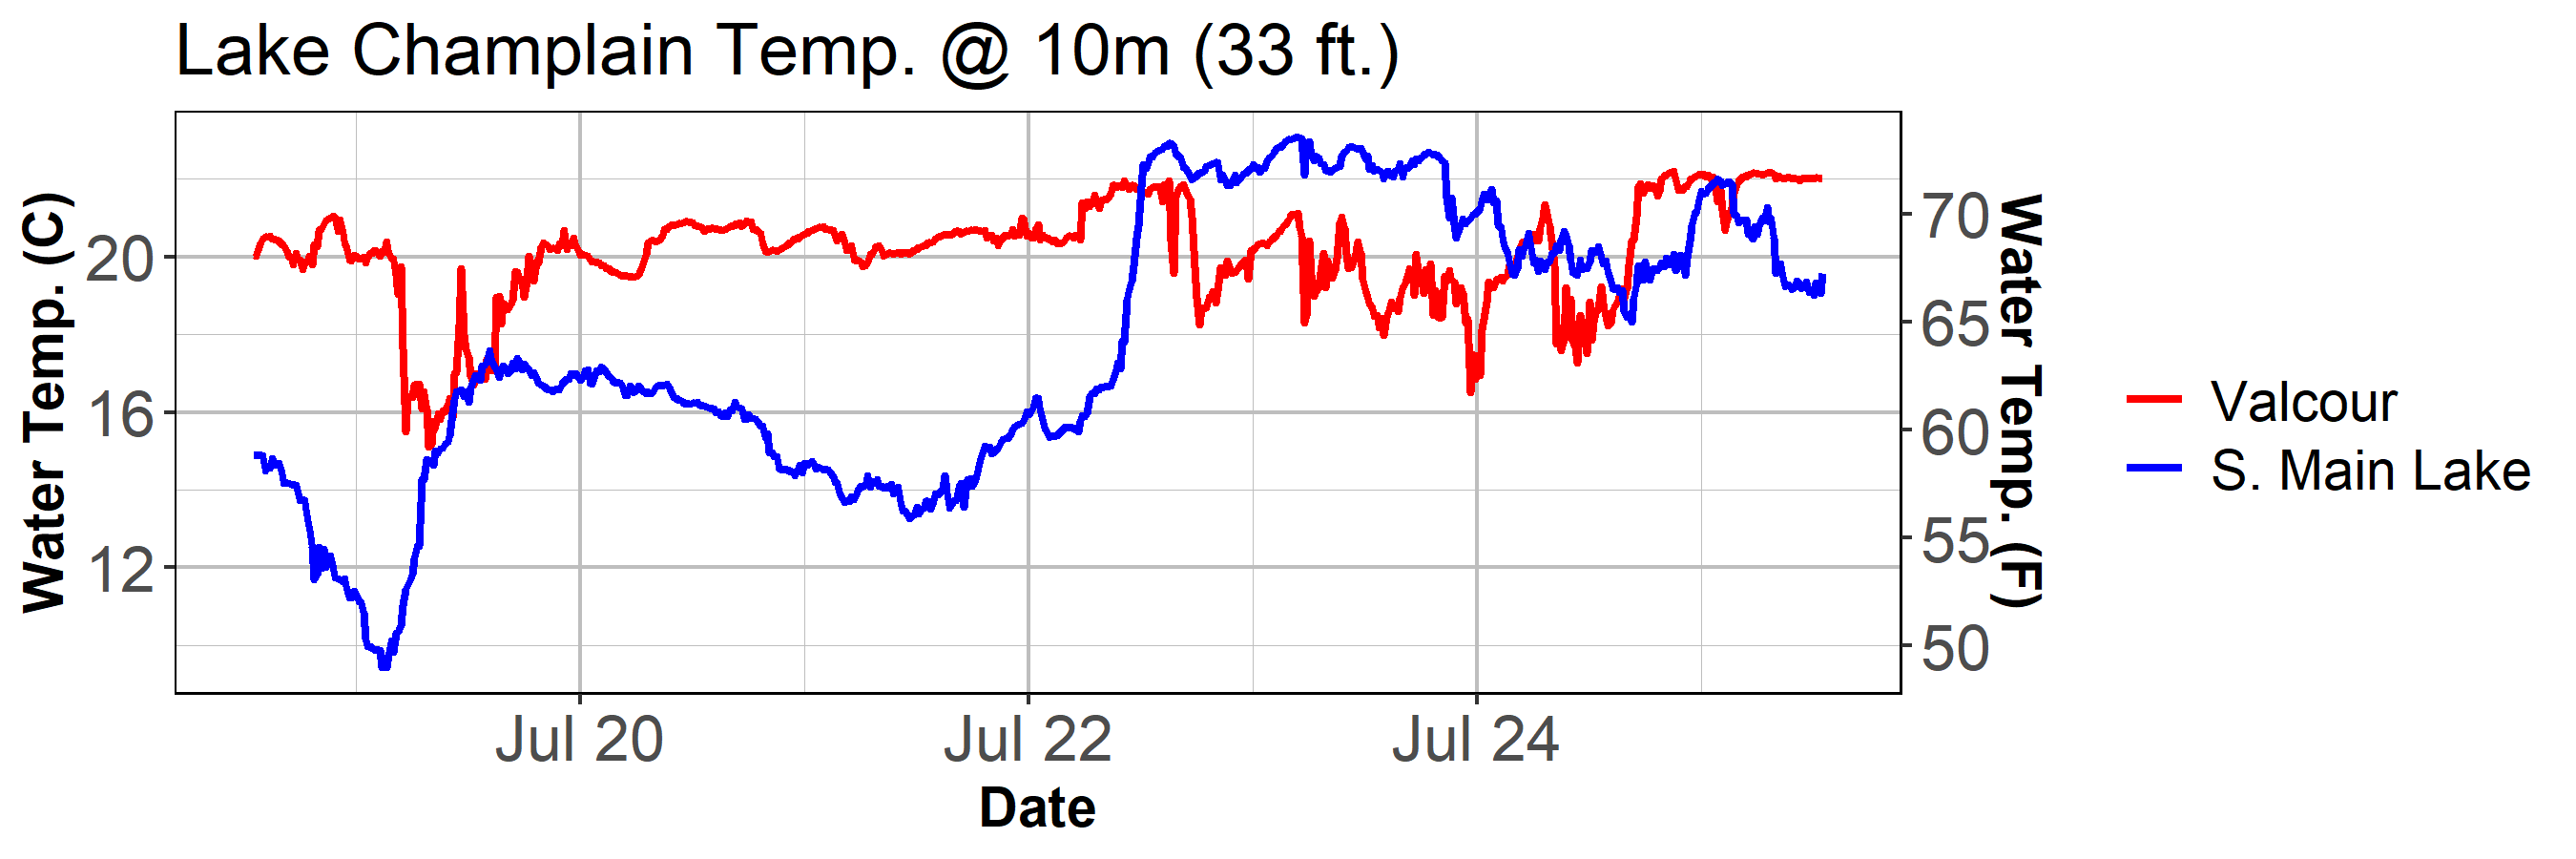 Lake Champlain Temp. @ 10m (33 ft.)
Water Temp. (C)
20
16
12
70
65
60
55
50
Water Temp. (F)
Jul 20
Jul 22
Jul 24
Date
Valcour
S. Main Lake